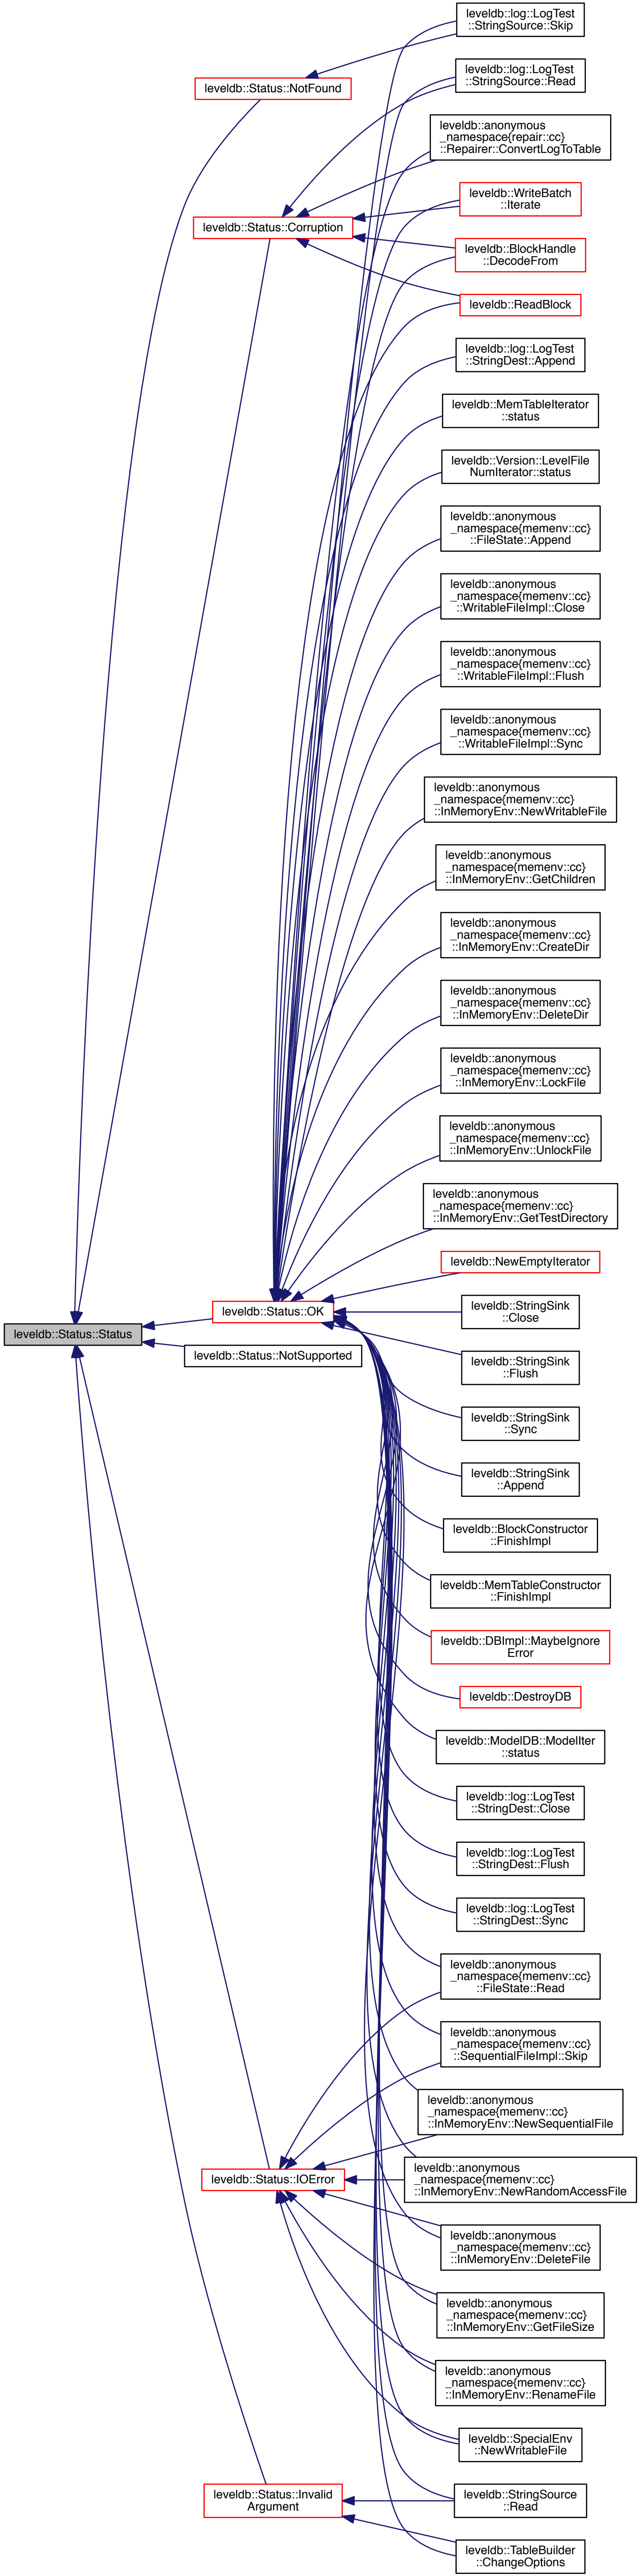 leveldb::log::LogTest
::StringSource::Skip
leveldb::Status::NotFound
leveldb::log::LogTest
::StringSource::Read
leveldb::anonymous
_namespace{repair::cc}
::Repairer::ConvertLogToTable
leveldb::WriteBatch
::Iterate
leveldb::Status::Corruption
leveldb::BlockHandle
::DecodeFrom
leveldb::ReadBlock
leveldb::log::LogTest
::StringDest::Append
leveldb::MemTableIterator
::status
leveldb::Version::LevelFile
NumIterator::status
leveldb::anonymous
_namespace{memenv::cc}
::FileState::Append
leveldb::anonymous
_namespace{memenv::cc}
::WritableFileImpl::Close
leveldb::anonymous
_namespace{memenv::cc}
::WritableFileImpl::Flush
leveldb::anonymous
_namespace{memenv::cc}
::WritableFileImpl::Sync
leveldb::anonymous
_namespace{memenv::cc}
::InMemoryEnv::NewWritableFile
leveldb::anonymous
_namespace{memenv::cc}
::InMemoryEnv::GetChildren
leveldb::anonymous
_namespace{memenv::cc}
::InMemoryEnv::CreateDir
leveldb::anonymous
_namespace{memenv::cc}
::InMemoryEnv::DeleteDir
leveldb::anonymous
_namespace{memenv::cc}
::InMemoryEnv::LockFile
leveldb::anonymous
_namespace{memenv::cc}
::InMemoryEnv::UnlockFile
leveldb::anonymous
_namespace{memenv::cc}
::InMemoryEnv::GetTestDirectory
leveldb::NewEmptyIterator
leveldb::Status::OK
leveldb::StringSink
::Close
leveldb::Status::Status
leveldb::Status::NotSupported
leveldb::StringSink
::Flush
leveldb::StringSink
::Sync
leveldb::StringSink
::Append
leveldb::BlockConstructor
::FinishImpl
leveldb::MemTableConstructor
::FinishImpl
leveldb::DBImpl::MaybeIgnore
Error
leveldb::DestroyDB
leveldb::ModelDB::ModelIter
::status
leveldb::log::LogTest
::StringDest::Close
leveldb::log::LogTest
::StringDest::Flush
leveldb::log::LogTest
::StringDest::Sync
leveldb::anonymous
_namespace{memenv::cc}
::FileState::Read
leveldb::anonymous
_namespace{memenv::cc}
::SequentialFileImpl::Skip
leveldb::anonymous
_namespace{memenv::cc}
::InMemoryEnv::NewSequentialFile
leveldb::Status::IOError
leveldb::anonymous
_namespace{memenv::cc}
::InMemoryEnv::NewRandomAccessFile
leveldb::anonymous
_namespace{memenv::cc}
::InMemoryEnv::DeleteFile
leveldb::anonymous
_namespace{memenv::cc}
::InMemoryEnv::GetFileSize
leveldb::anonymous
_namespace{memenv::cc}
::InMemoryEnv::RenameFile
leveldb::SpecialEnv
::NewWritableFile
leveldb::Status::Invalid
Argument
leveldb::StringSource
::Read
leveldb::TableBuilder
::ChangeOptions